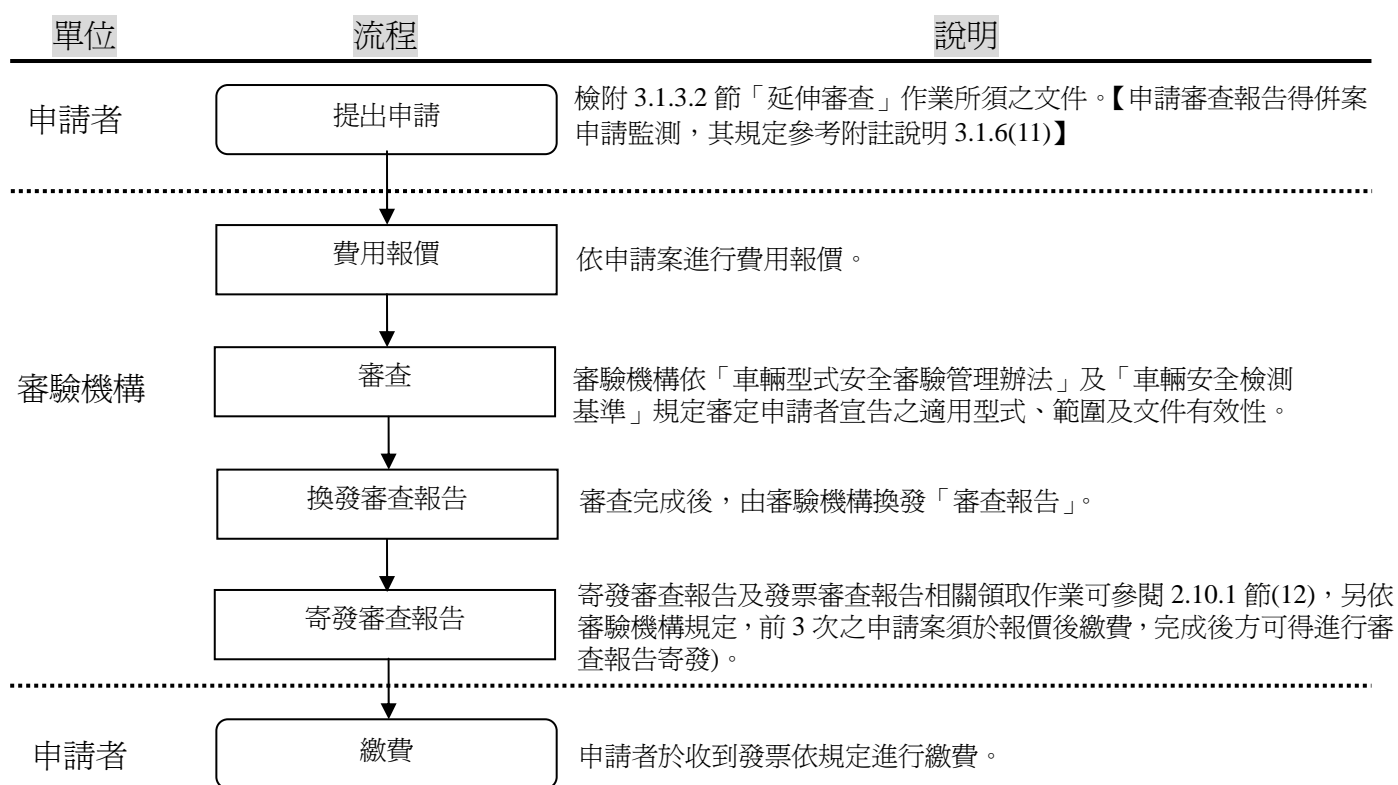 單位 流程 說明
申請者 提出申請 檢附 3.1.3.2 節「延伸審查」作業所須之文件。【申請審查報告得併案
申請監測，其規定參考附註說明 3.1.6(11)】
費用報價 依申請案進行費用報價。
審驗機構 審查 審驗機構依「車輛型式安全審驗管理辦法」及「車輛安全檢測
基準」規定審定申請者宣告之適用型式、範圍及文件有效性。
換發審查報告 審查完成後，由審驗機構換發「審查報告」。
寄發審查報告 寄發審查報告及發票審查報告相關領取作業可參閱 2.10.1 節(12)，另依
審驗機構規定，前 3 次之申請案須於報價後繳費，完成後方可得進行審
查報告寄發)。
申請者 繳費 申請者於收到發票依規定進行繳費。